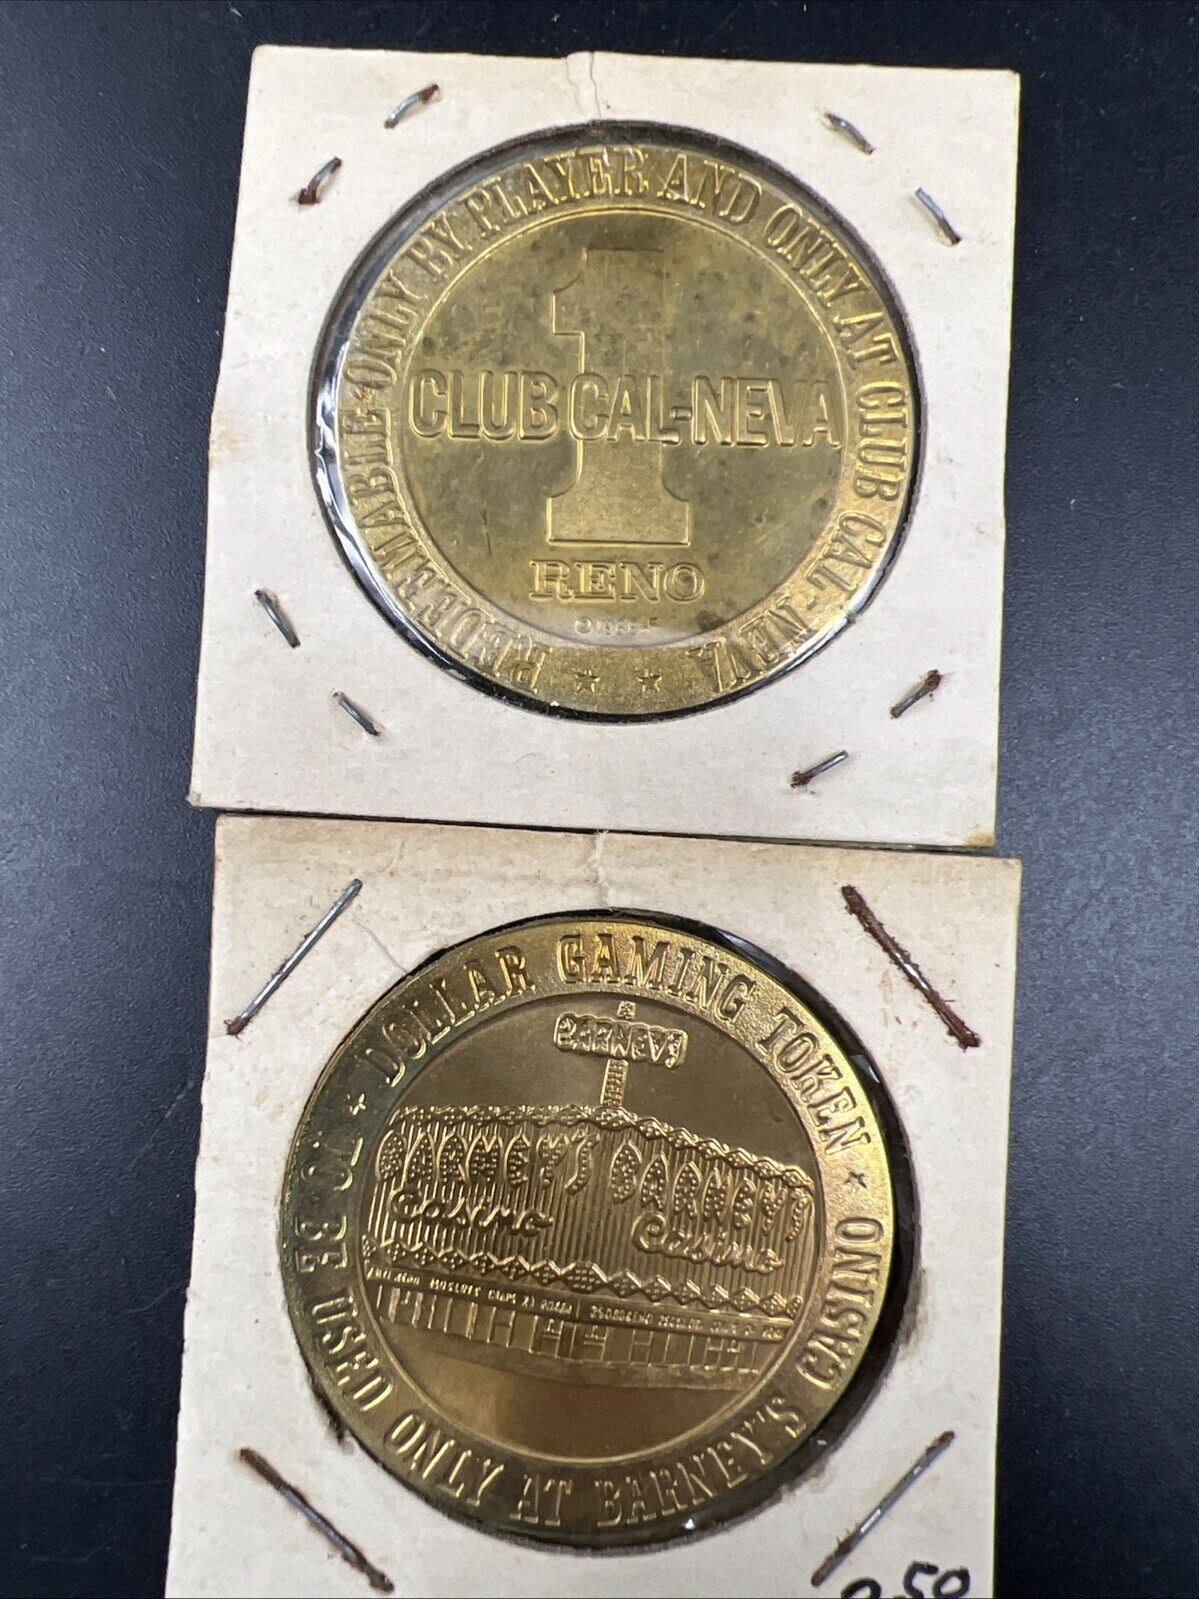 REDEEMABLE ONLY BY PLAYER AND ONLY AT CLUB CAL-NEVA
1
CLUB CAL-NEVA
RENO
DOLLAR GAMING TOKEN
BARNEY'S
BARNEY'S BARNEY'S
Casino Casino
TO BE USED ONLY AT BARNEY'S CASINO